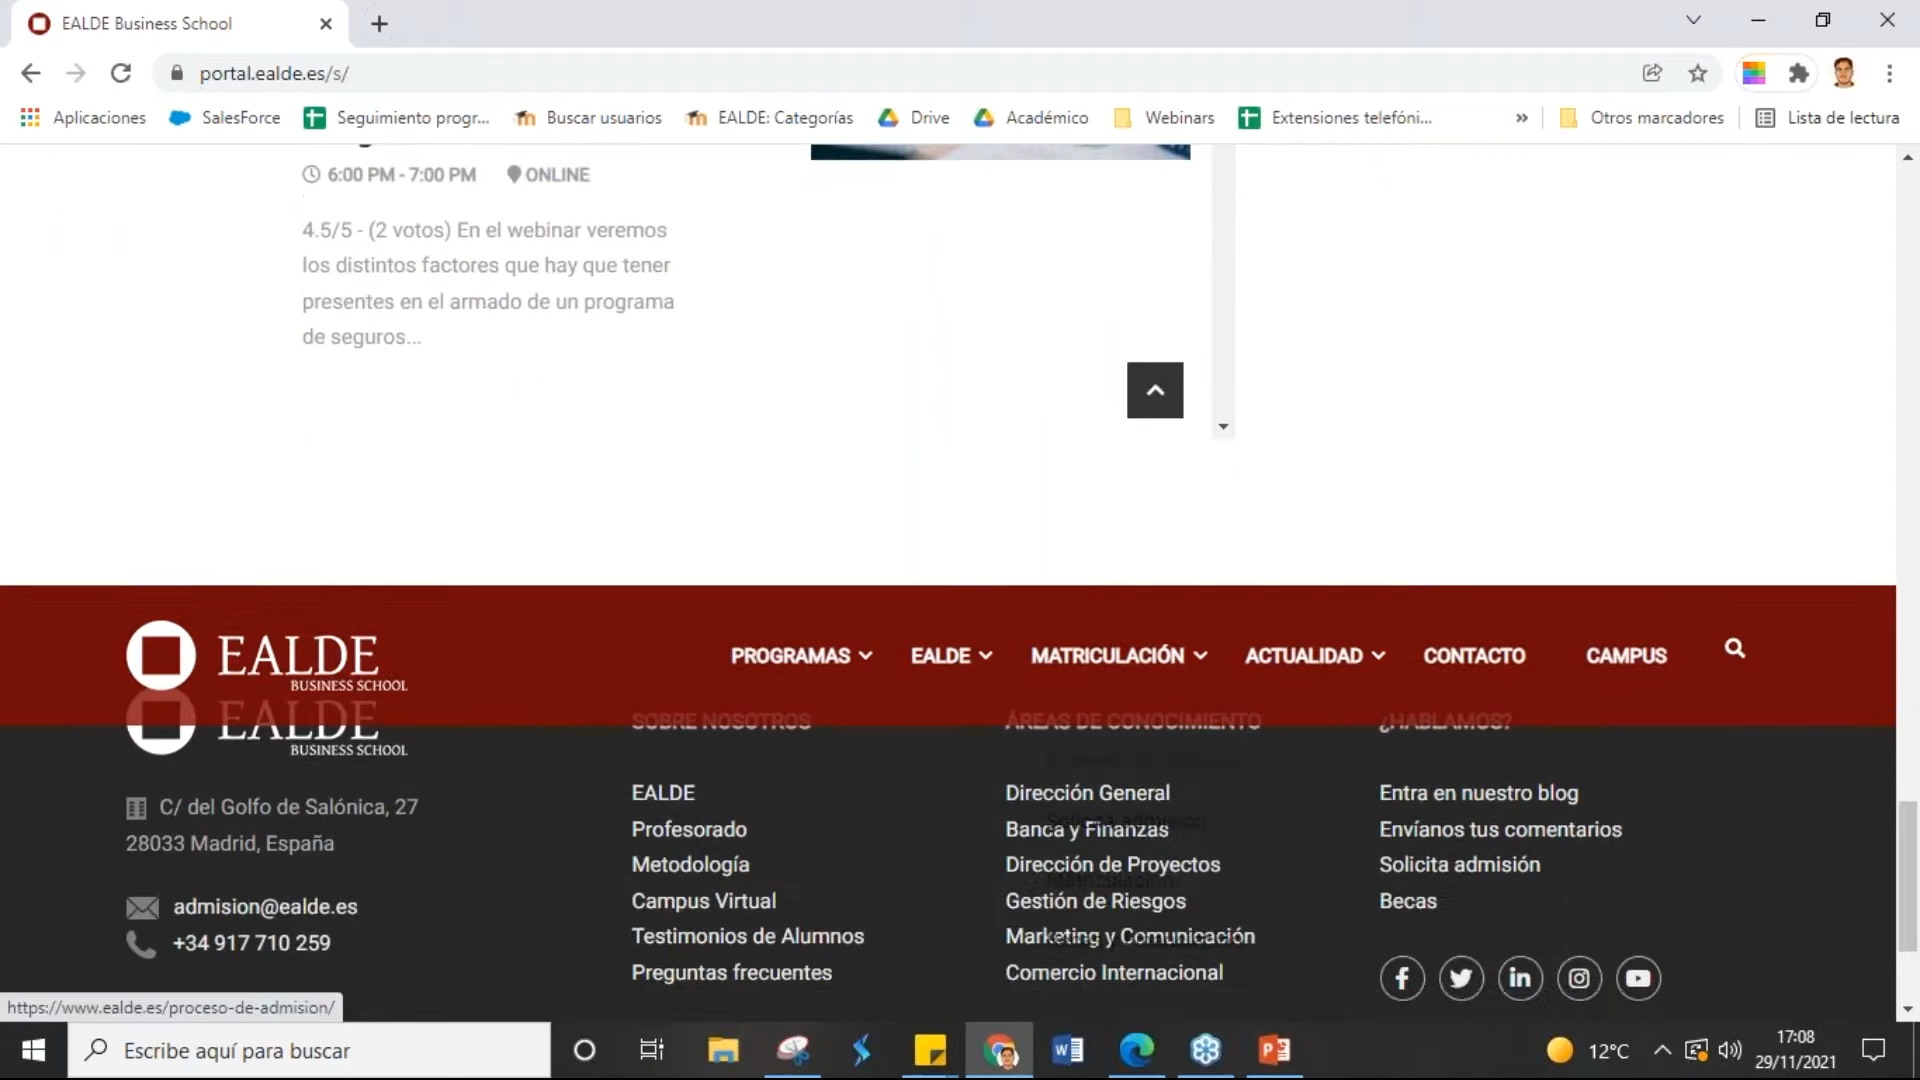 EALDE Business School
portal.ealde.es/s/
Aplicaciones SalesForce Seguimiento progr... Buscar usuarios EALDE: Categorías Drive Académico Webinars Extensiones telefóni... » Otros marcadores Lista de lectura
6:00 PM - 7:00 PM ONLINE
4.5/5 - (2 votos) En el webinar veremos
los distintos factores que hay que tener
presentes en el armado de un programa
de seguros...
EALDE
BUSINESS SCHOOL
PROGRAMAS EALDE MATRICULACIÓN ACTUALIDAD CONTACTO CAMPUS
EALDE
BUSINESS SCHOOL
C/ del Golfo de Salónica, 27
28033 Madrid, España
admision@ealde.es
+34 917 710 259
SOBRE NOSOTROS
EALDE
Profesorado
Metodología
Campus Virtual
Testimonios de Alumnos
Preguntas frecuentes
ÁREAS DE CONOCIMIENTO
Dirección General
Banca y Finanzas
Dirección de Proyectos
Gestión de Riesgos
Marketing y Comunicación
Comercio Internacional
¿HABLAMOS?
Entra en nuestro blog
Envíanos tus comentarios
Solicita admisión
Becas
https://www.ealde.es/proceso-de-admision/
Escribe aquí para buscar
12°C
17:08
29/11/2021